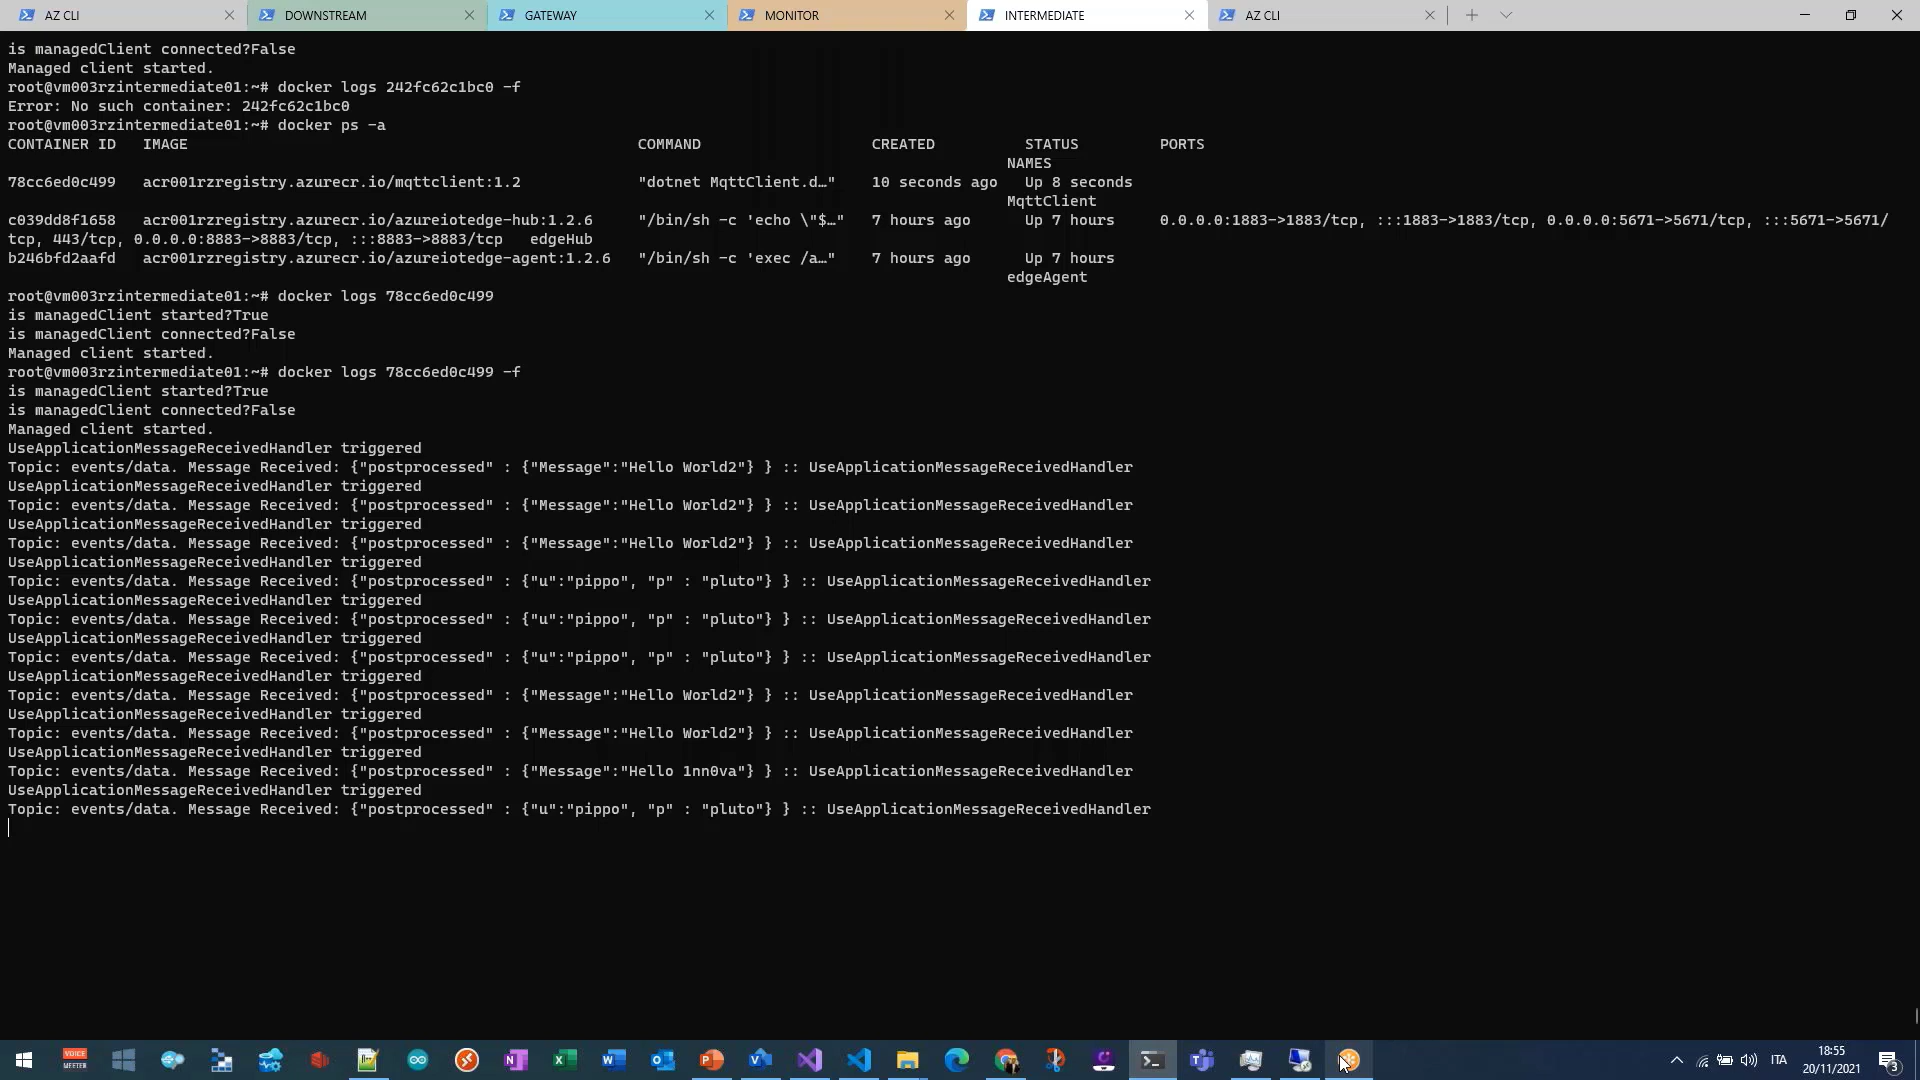 AZ CLI DOWNSTREAM GATEWAY MONITOR INTERMEDIATE AZ CLI
is managedClient connected?False
Managed client started.
root@vm003rzintermediate01:~# docker logs 242fc62c1bc0 -f
Error: No such container: 242fc62c1bc0
root@vm003rzintermediate01:~# docker ps -a
CONTAINER ID   IMAGE   COMMAND   CREATED   STATUS   PORTS
NAMES
78cc6ed0c499   acr001rzregistry.azurecr.io/mqttclient:1.2   "dotnet MqttClient.d…"   10 seconds ago   Up 8 seconds
MqttClient
c039dd8f1658   acr001rzregistry.azurecr.io/azureiotedge-hub:1.2.6   "/bin/sh -c 'echo \"$…"   7 hours ago   Up 7 hours   0.0.0.0:1883->1883/tcp, :::1883->1883/tcp, 0.0.0.0:5671->5671/tcp, :::5671->5671/
tcp, 443/tcp, 0.0.0.0:8883->8883/tcp, :::8883->8883/tcp   edgeHub
b246bfd2aafd   acr001rzregistry.azurecr.io/azureiotedge-agent:1.2.6   "/bin/sh -c 'exec /a…"   7 hours ago   Up 7 hours
edgeAgent
root@vm003rzintermediate01:~# docker logs 78cc6ed0c499
is managedClient started?True
is managedClient connected?False
Managed client started.
root@vm003rzintermediate01:~# docker logs 78cc6ed0c499 -f
is managedClient started?True
is managedClient connected?False
Managed client started.
UseApplicationMessageReceivedHandler triggered
Topic: events/data. Message Received: {"postprocessed" : {"Message":"Hello World2"} } :: UseApplicationMessageReceivedHandler
UseApplicationMessageReceivedHandler triggered
Topic: events/data. Message Received: {"postprocessed" : {"Message":"Hello World2"} } :: UseApplicationMessageReceivedHandler
UseApplicationMessageReceivedHandler triggered
Topic: events/data. Message Received: {"postprocessed" : {"Message":"Hello World2"} } :: UseApplicationMessageReceivedHandler
UseApplicationMessageReceivedHandler triggered
Topic: events/data. Message Received: {"postprocessed" : {"u":"pippo", "p" : "pluto"} } :: UseApplicationMessageReceivedHandler
UseApplicationMessageReceivedHandler triggered
Topic: events/data. Message Received: {"postprocessed" : {"u":"pippo", "p" : "pluto"} } :: UseApplicationMessageReceivedHandler
UseApplicationMessageReceivedHandler triggered
Topic: events/data. Message Received: {"postprocessed" : {"u":"pippo", "p" : "pluto"} } :: UseApplicationMessageReceivedHandler
UseApplicationMessageReceivedHandler triggered
Topic: events/data. Message Received: {"postprocessed" : {"Message":"Hello World2"} } :: UseApplicationMessageReceivedHandler
UseApplicationMessageReceivedHandler triggered
Topic: events/data. Message Received: {"postprocessed" : {"Message":"Hello World2"} } :: UseApplicationMessageReceivedHandler
UseApplicationMessageReceivedHandler triggered
Topic: events/data. Message Received: {"postprocessed" : {"Message":"Hello 1nn0va"} } :: UseApplicationMessageReceivedHandler
UseApplicationMessageReceivedHandler triggered
Topic: events/data. Message Received: {"postprocessed" : {"u":"pippo", "p" : "pluto"} } :: UseApplicationMessageReceivedHandler
VOICE
MEETER
ITA
18:55
20/11/2021
3